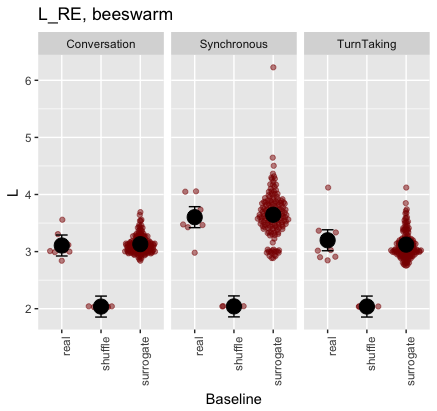 L_RE, beeswarm
Conversation Synchronous TurnTaking
6
5
4
3
2
L
real shuffle surrogate real shuffle surrogate real shuffle surrogate
Baseline